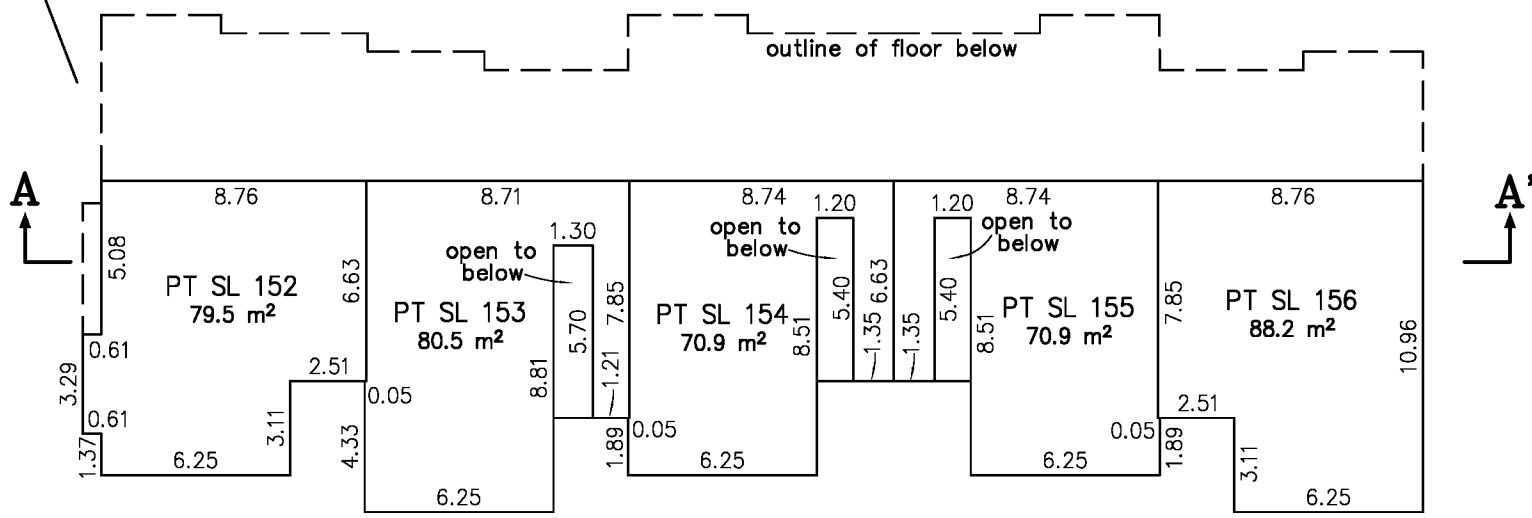 outline of floor below
A
A'
8.76
8.71
8.74
8.74
8.76
1.20
1.20
open to
below
open to
below
open to
below
1.30
5.08
6.63
7.85
5.40
6.63
5.40
7.85
PT SL 152
79.5 m²
PT SL 153
80.5 m²
PT SL 154
70.9 m²
PT SL 155
70.9 m²
PT SL 156
88.2 m²
5.70
8.51
1.35
1.35
8.51
10.96
0.61
3.29
0.61
1.37
2.51
0.05
8.81
1.21
2.51
3.11
4.33
1.89
0.05
0.05
1.89
3.11
6.25
6.25
6.25
6.25
6.25